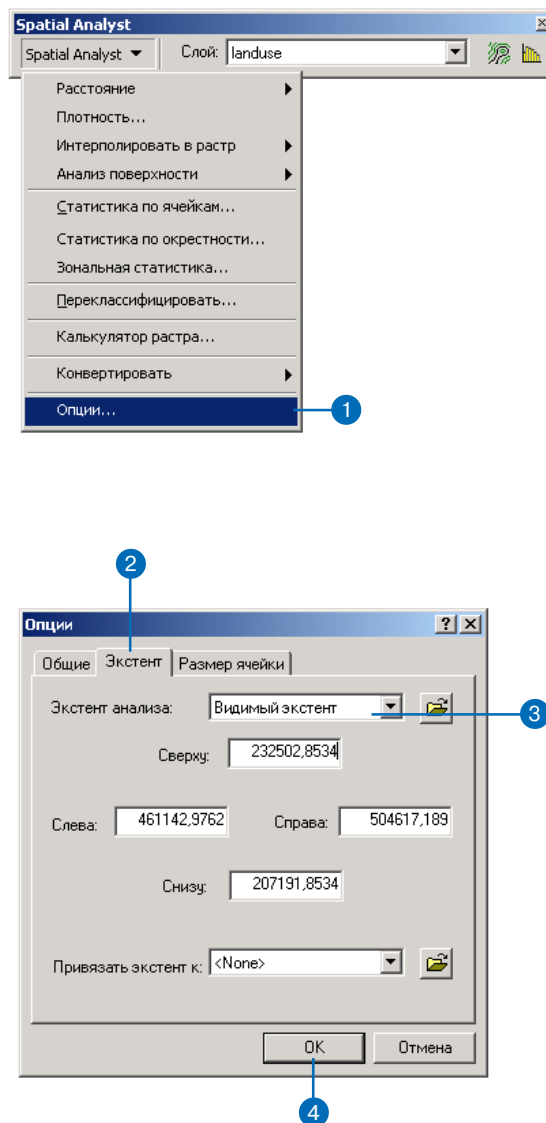 Spatial Analyst
Spatial Analyst Слой: landuse
Расстояние
Плотность...
Интерполировать в растр
Анализ поверхности
Статистика по ячейкам...
Статистика по окрестности...
Зональная статистика...
Переклассифицировать...
Калькулятор растра...
Конвертировать
Опции...
1
2
Опции
Общие Экстент Размер ячейки
Экстент анализа: Видимый экстент
3
Сверху: 232502,8534
Слева: 461142,9762 Справа: 504617,189
Снизу: 207191,8534
Привязать экстент к: <None>
OK Отмена
4